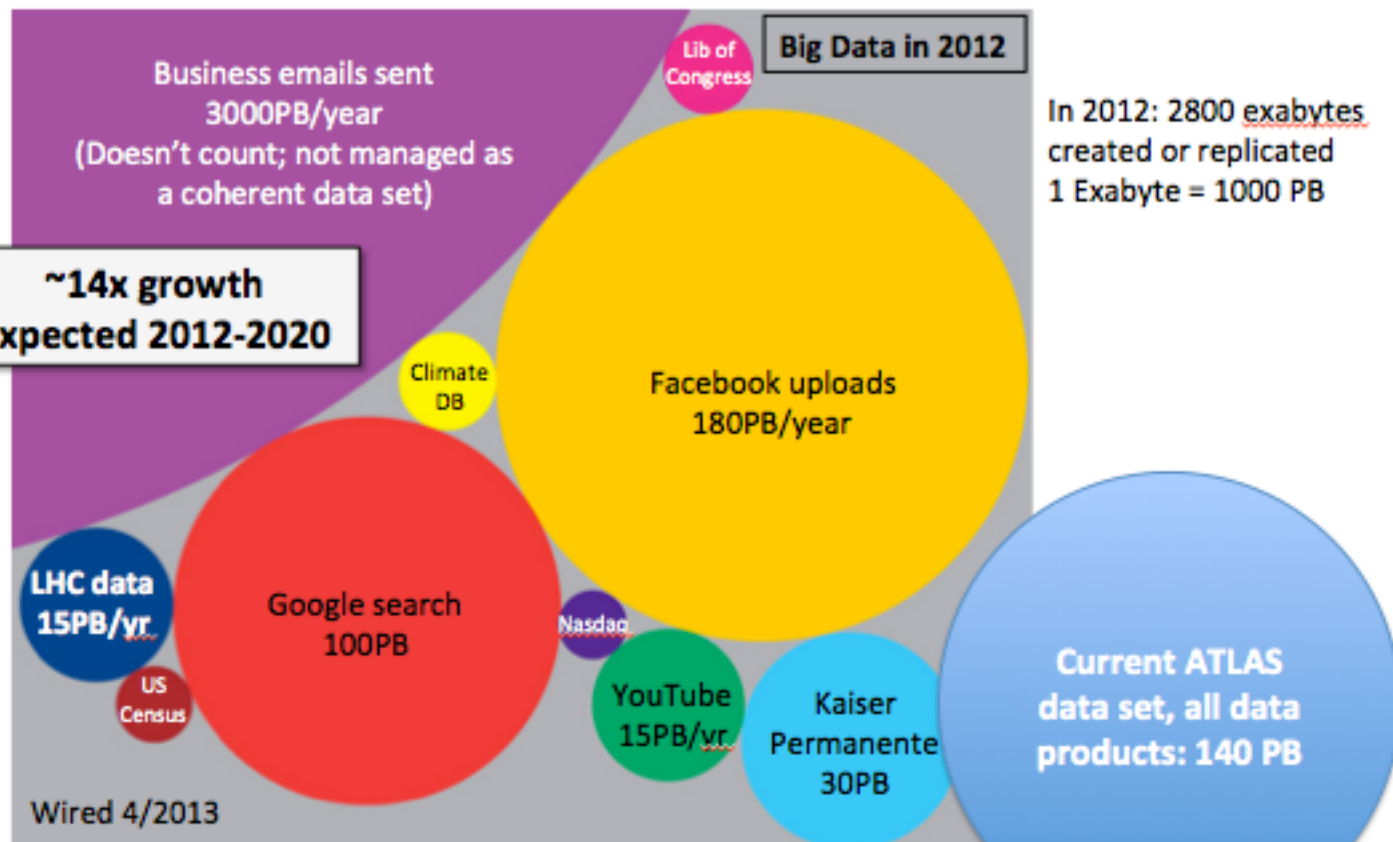 Big Data in 2012
Business emails sent
3000PB/year
(Doesn't count; not managed as
a coherent data set)
Lib of
Congress
In 2012: 2800 exabytes
created or replicated
1 Exabyte = 1000 PB
~14x growth
xpected 2012-2020
Climate
DB
Facebook uploads
180PB/year
LHC data
15PB/yr
Google search
100PB
Nasdaq
US
Census
YouTube
15PB/yr
Kaiser
Permanente
30PB
Current ATLAS
data set, all data
products: 140 PB
Wired 4/2013